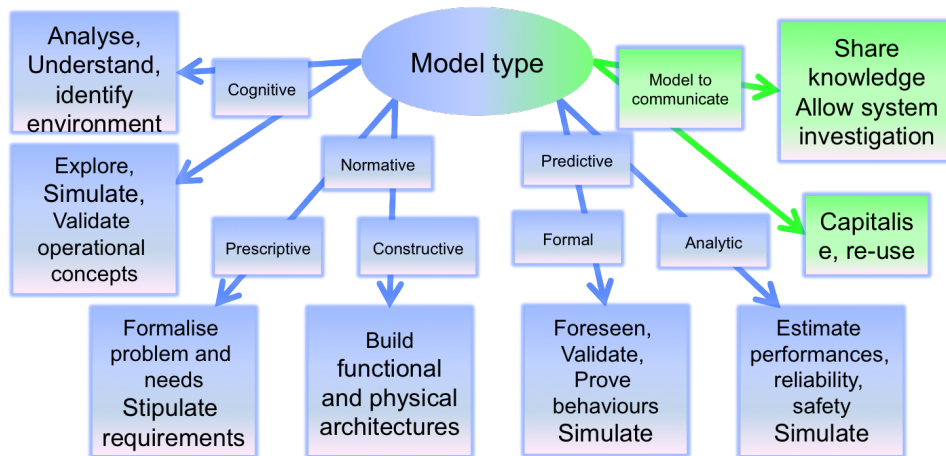 Model type
Analyse,
Understand,
identify
environment
Cognitive
Model to
communicate
Share
knowledge
Allow system
investigation
Explore,
Simulate,
Validate
operational
concepts
Normative
Predictive
Prescriptive
Constructive
Formal
Analytic
Capitalis
e, re-use
Formalise
problem and
needs
Stipulate
requirements
Build
functional
and physical
architectures
Foreseen,
Validate,
Prove
behaviours
Simulate
Estimate
performances,
reliability,
safety
Simulate